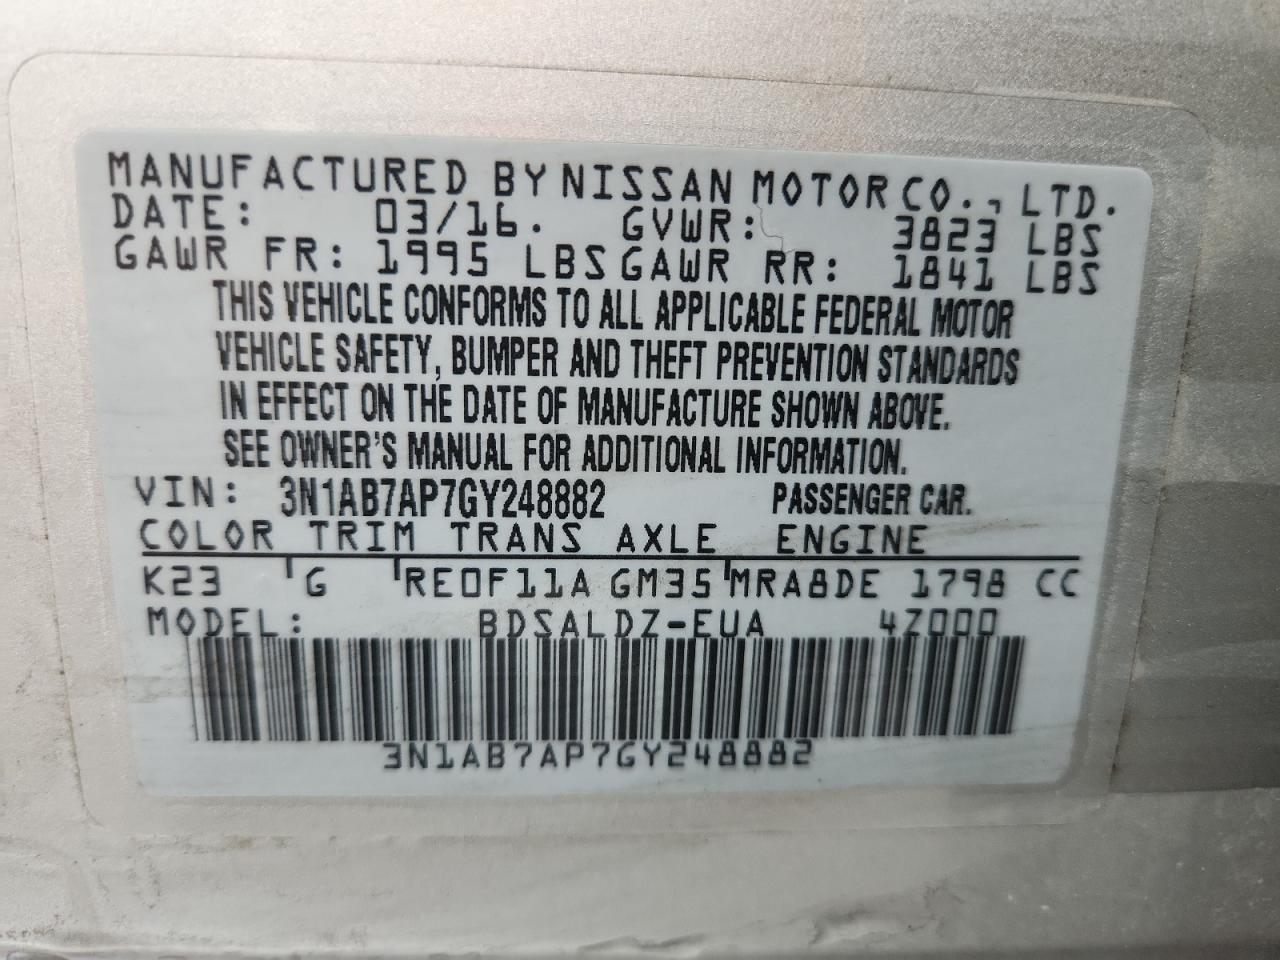 MANUFACTURED BY NISSAN MOTOR CO., LTD.
DATE: 03/16. GVWR: 3823 LBS
GAWR FR: 1995 LBS GAWR RR: 1841 LBS
THIS VEHICLE CONFORMS TO ALL APPLICABLE FEDERAL MOTOR
VEHICLE SAFETY, BUMPER AND THEFT PREVENTION STANDARDS
IN EFFECT ON THE DATE OF MANUFACTURE SHOWN ABOVE.
SEE OWNER'S MANUAL FOR ADDITIONAL INFORMATION.
VIN: 3N1AB7AP7GY248882 PASSENGER CAR.
COLOR TRIM TRANS AXLE ENGINE
K23 G RE0F11A GM35 MRA8DE 1798 CC
MODEL: BDSALDZ-EUA 4Z000
3N1AB7AP7GY248882